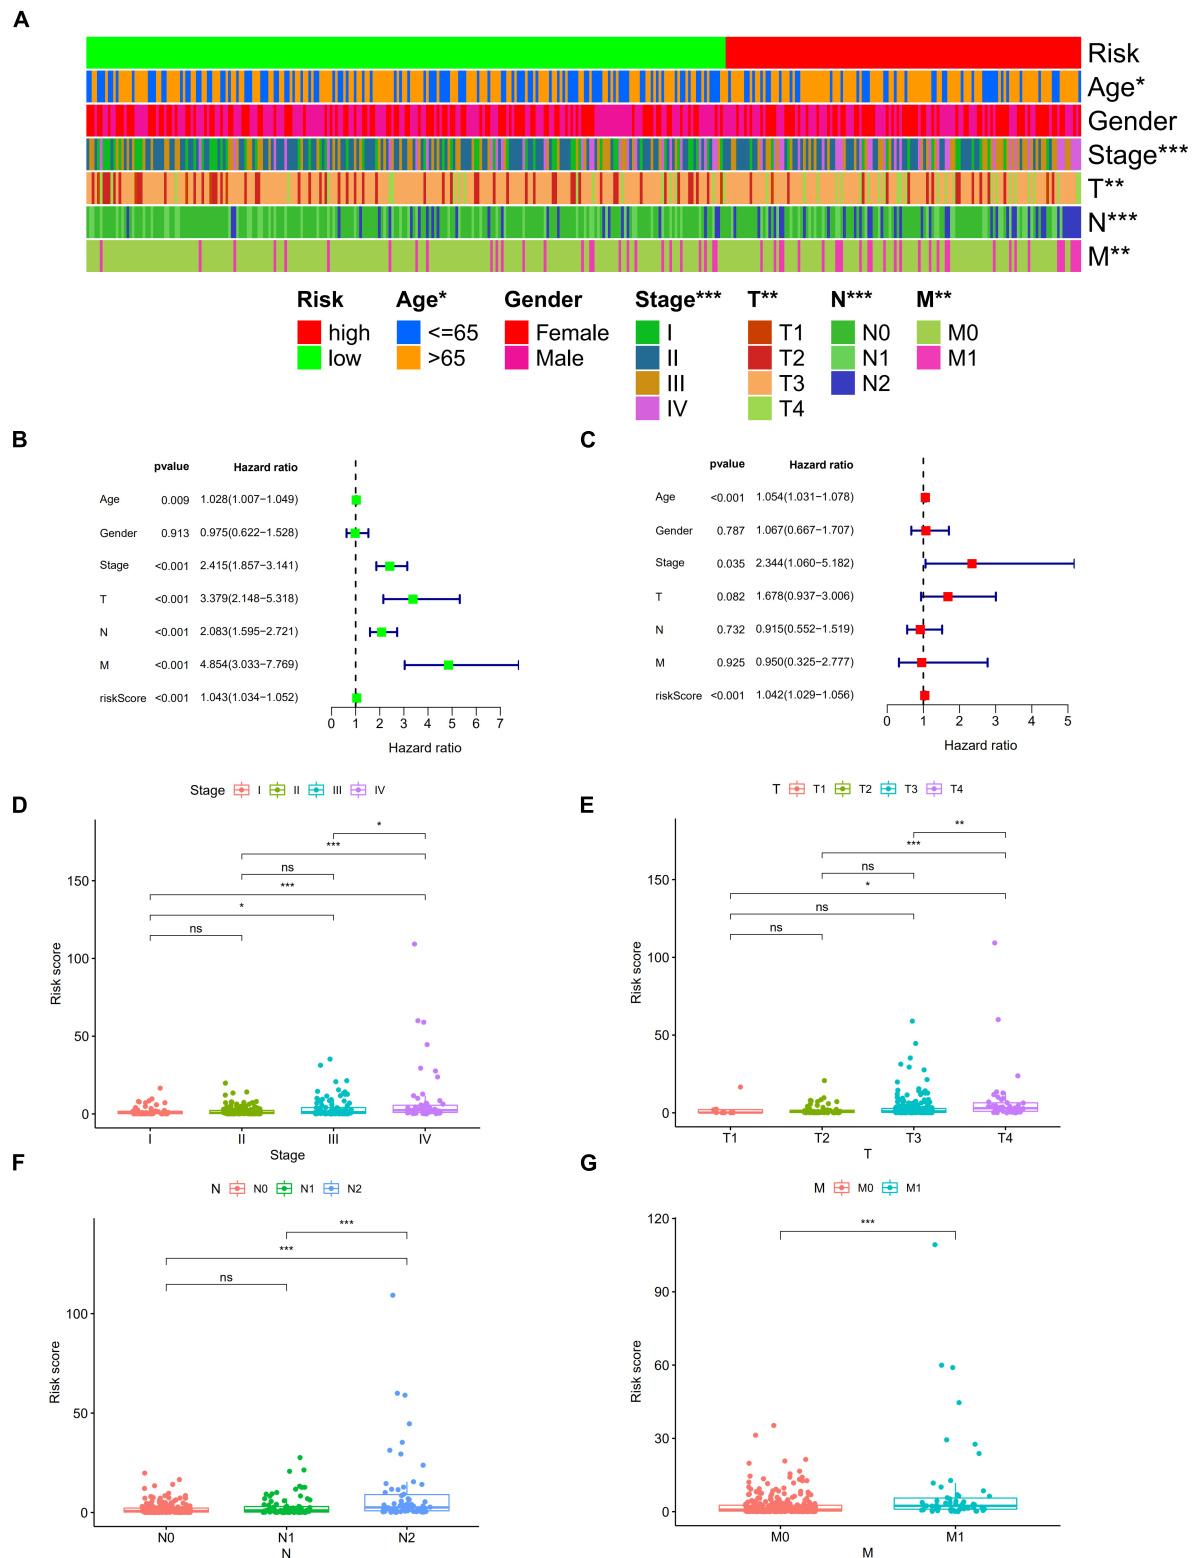 A
Risk
Age*
Gender
Stage***
T**
N***
M**
Risk Age* Gender Stage*** T** N*** M**
high <=65 Female I T1 N0 M0
low >65 Male II T2 N1 M1
III T3 N2
IV T4
B
pvalue Hazard ratio
Age 0.009 1.028(1.007−1.049)
Gender 0.913 0.975(0.622−1.528)
Stage <0.001 2.415(1.857−3.141)
T <0.001 3.379(2.148−5.318)
N <0.001 2.083(1.595−2.721)
M <0.001 4.854(3.033−7.769)
riskScore <0.001 1.043(1.034−1.052)
0 1 2 3 4 5 6 7
Hazard ratio
C
pvalue Hazard ratio
Age <0.001 1.054(1.031−1.078)
Gender 0.787 1.067(0.667−1.707)
Stage 0.035 2.344(1.060−5.182)
T 0.082 1.678(0.937−3.006)
N 0.732 0.915(0.552−1.519)
M 0.925 0.950(0.325−2.777)
riskScore <0.001 1.042(1.029−1.056)
0 1 2 3 4 5
Hazard ratio
D
Stage I II III IV
*
***
ns
***
*
ns
150
100
50
0
Risk score
I II III IV
Stage
E
T T1 T2 T3 T4
**
***
ns
*
ns
ns
150
100
50
0
Risk score
T1 T2 T3 T4
T
F
N N0 N1 N2
***
***
ns
100
50
0
Risk score
N0 N1 N2
N
G
M M0 M1
***
120
90
60
30
0
Risk score
M0 M1
M